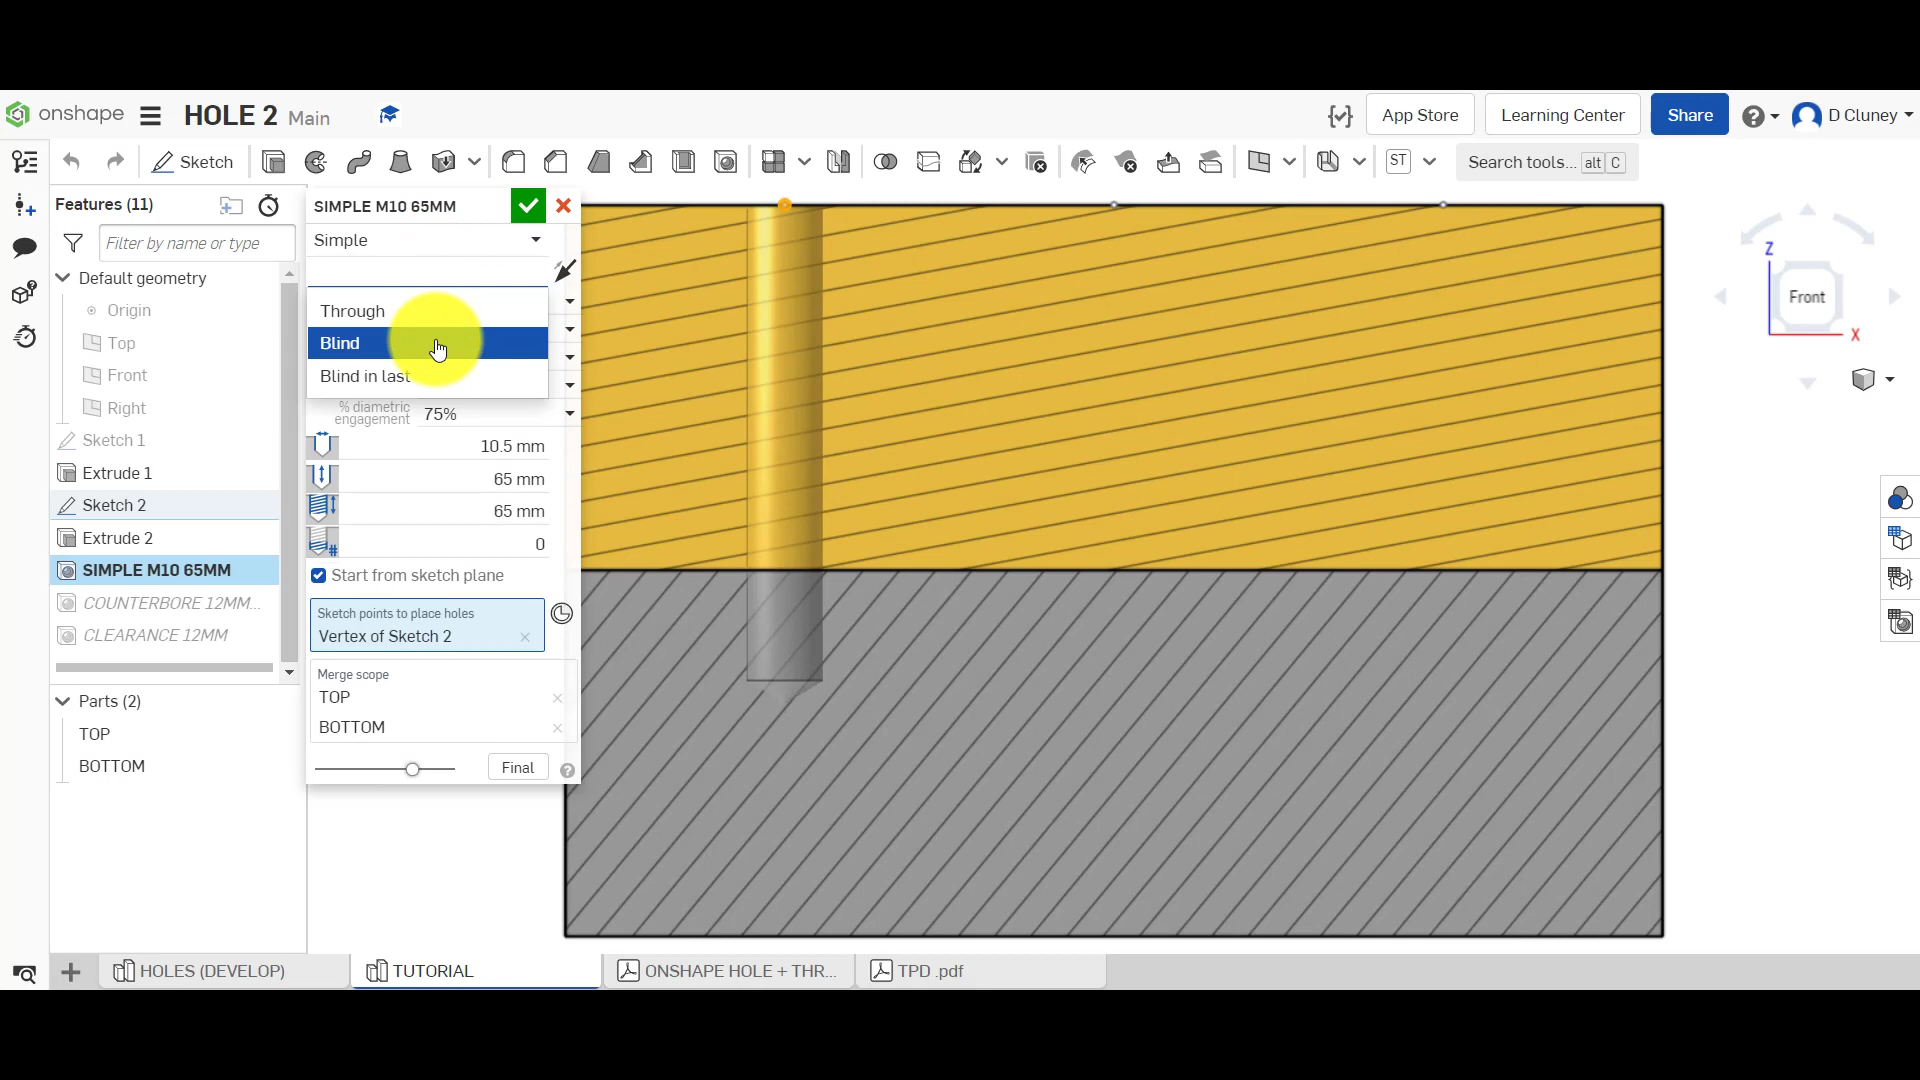 onshape HOLE 2 Main App Store Learning Center Share D Cluney
Sketch ST Search tools... alt C
Features (11)
Filter by name or type
Default geometry
Origin
Top
Front
Right
Sketch 1
Extrude 1
Sketch 2
Extrude 2
SIMPLE M10 65MM
COUNTERBORE 12MM...
CLEARANCE 12MM
Parts (2)
TOP
BOTTOM
SIMPLE M10 65MM
Simple
Through
Blind
Blind in last
% diametric
engagement 75%
10.5 mm
65 mm
65 mm
# 0
Start from sketch plane
Sketch points to place holes
Vertex of Sketch 2
Merge scope
TOP
BOTTOM
Final
Z
Front
X
HOLES (DEVELOP) TUTORIAL ONSHAPE HOLE + THR... TPD .pdf